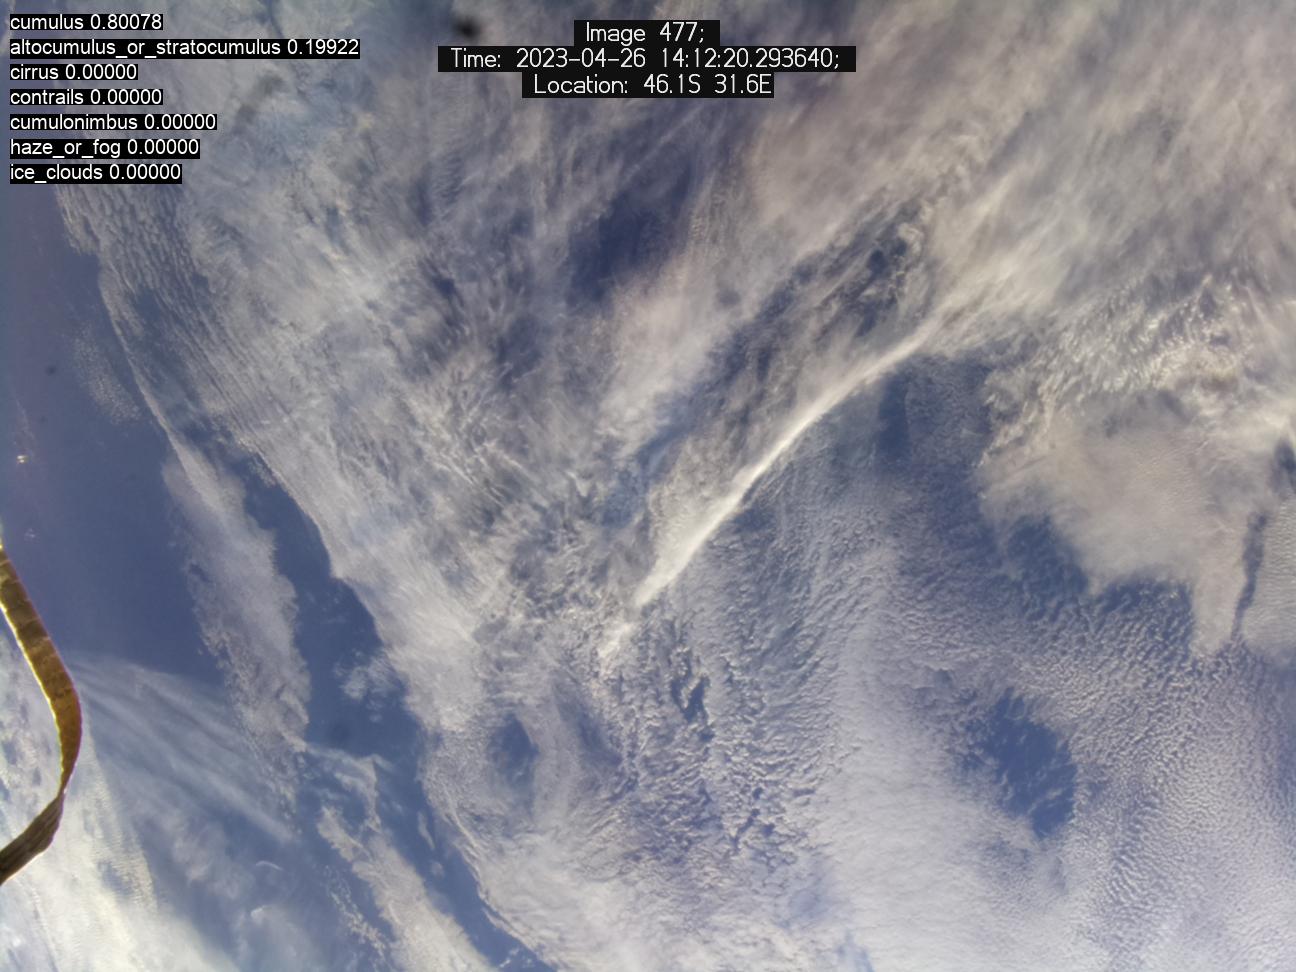 cumulus 0.80078
altocumulus_or_stratocumulus 0.19922
cirrus 0.00000
contrails 0.00000
cumulonimbus 0.00000
haze_or_fog 0.00000
ice_clouds 0.00000
Image 477;
Time: 2023-04-26 14:12:20.293640;
Location: 46.1S 31.6E